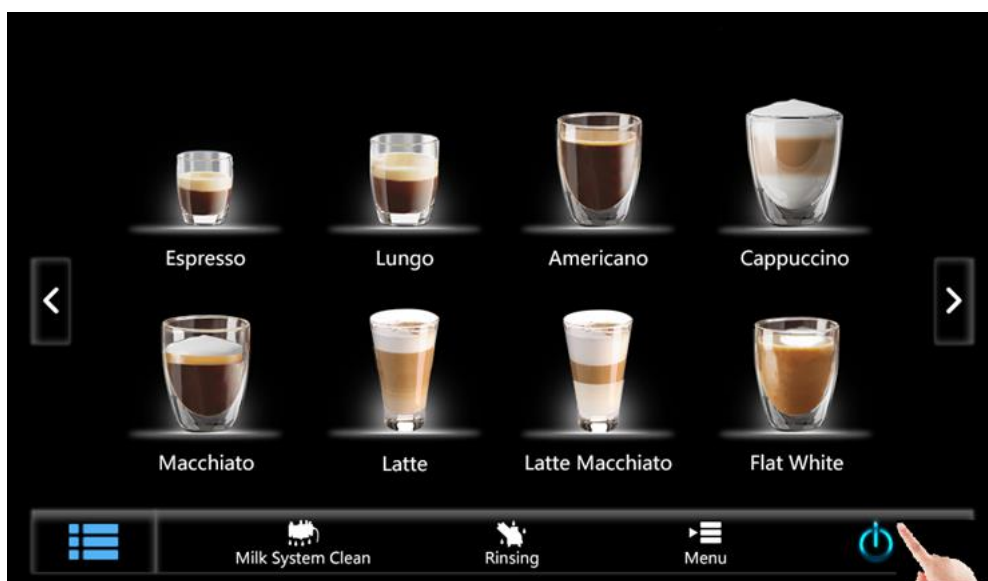 Espresso
Lungo
Americano
Cappuccino
Macchiato
Latte
Latte Macchiato
Flat White
Milk System Clean
Rinsing
Menu